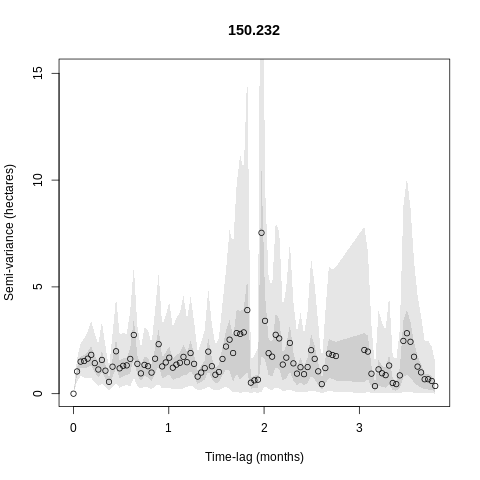 150.232
Semi-variance (hectares)
15
10
5
0
0 1 2 3
Time-lag (months)